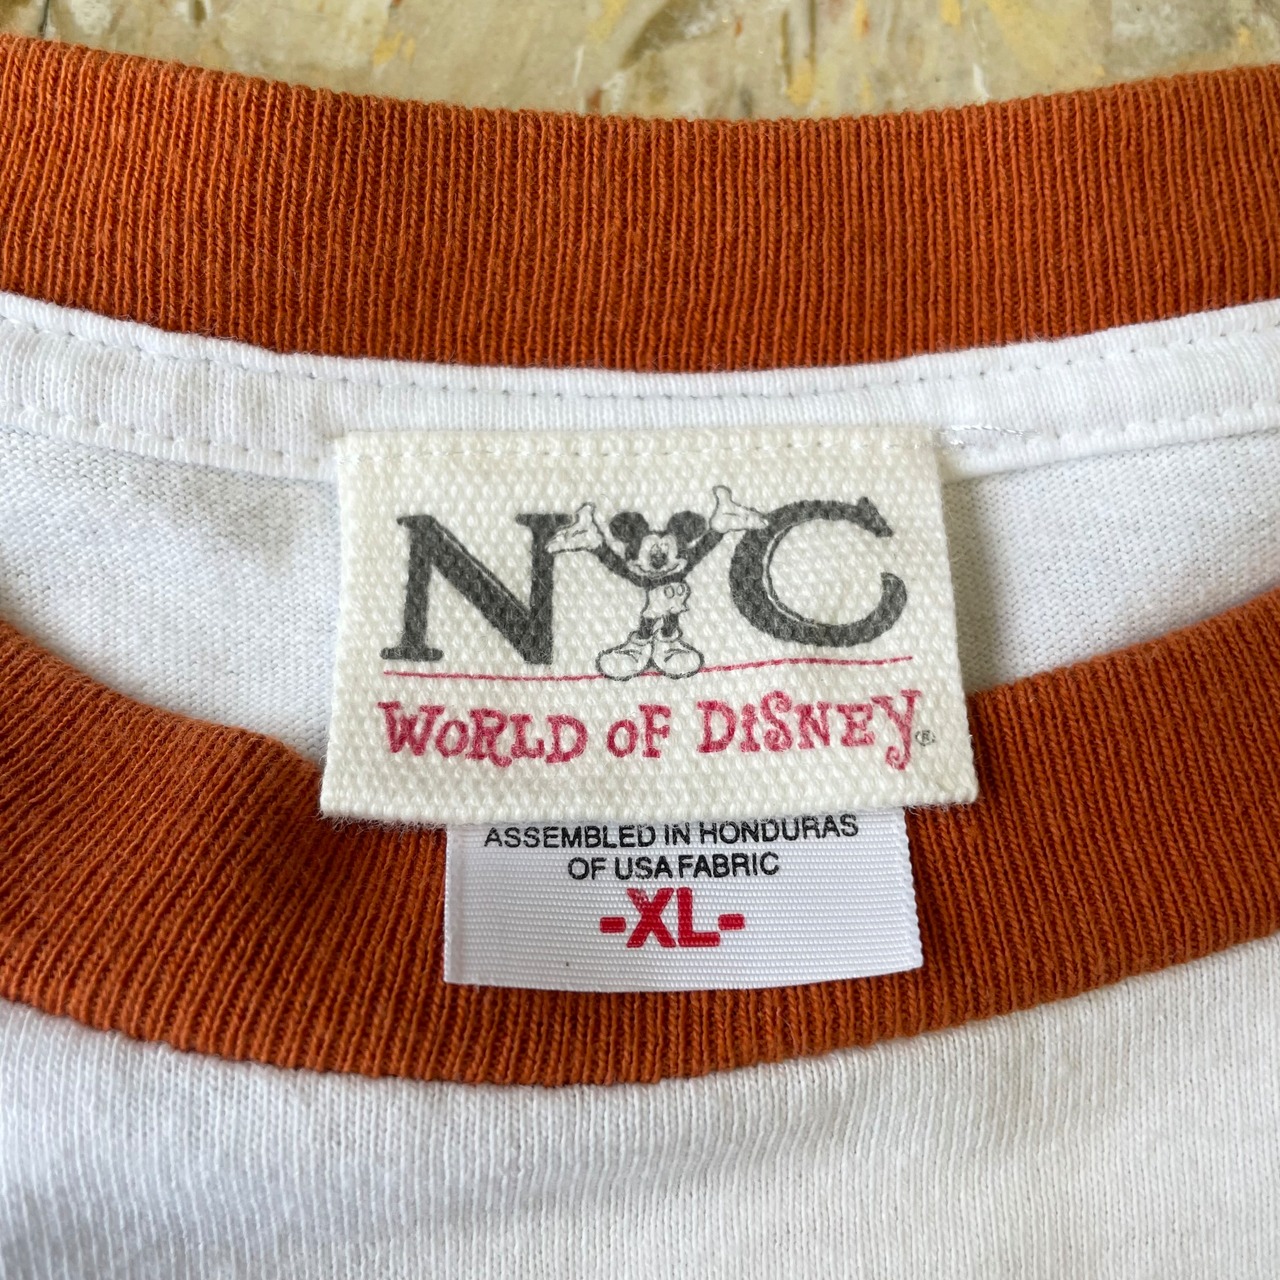 NYC
WORLD OF DiSNEY®
ASSEMBLED IN HONDURAS
OF USA FABRIC
-XL-